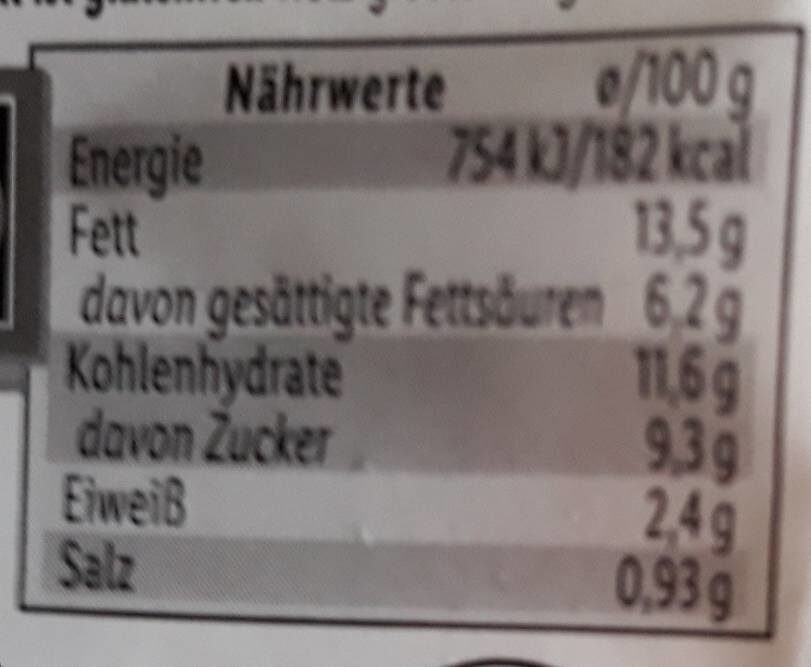 Nährwerte ø/100 g
Energie 754 kJ/182 kcal
Fett 13,5 g
davon gesättigte Fettsäuren 6,2 g
Kohlenhydrate 11,6 g
davon Zucker 9,3 g
Eiweiß 2,4 g
Salz 0,93 g